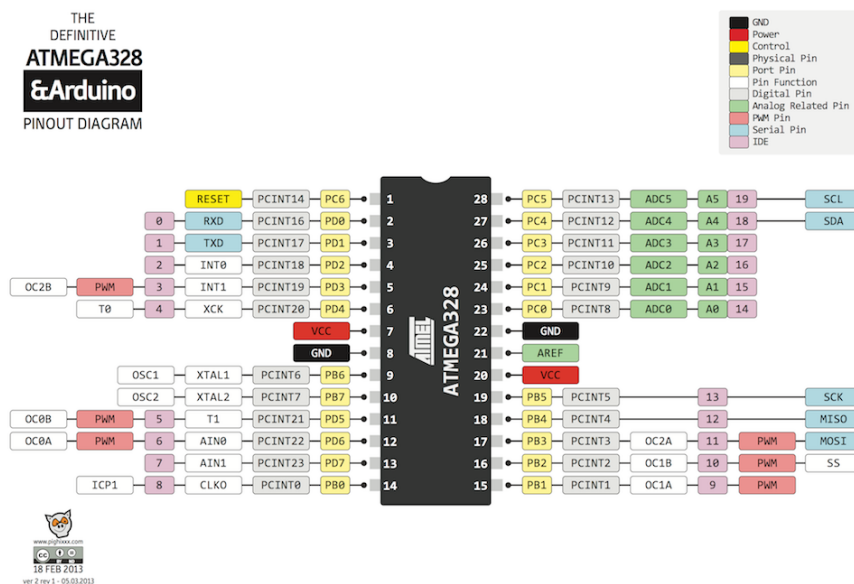 THE
DEFINITIVE
ATMEGA328
&Arduino
PINOUT DIAGRAM
GND
Power
Control
Physical Pin
Port Pin
Pin Function
Digital Pin
Analog Related Pin
PWM Pin
Serial Pin
IDE
RESET PCINT14 PC6 1
0 RXD PCINT16 PD0 2
1 TXD PCINT17 PD1 3
2 INT0 PCINT18 PD2 4
OC2B PWM 3 INT1 PCINT19 PD3 5
T0 4 XCK PCINT20 PD4 6
VCC 7
GND 8
OSC1 XTAL1 PCINT6 PB6 9
OSC2 XTAL2 PCINT7 PB7 10
OC0B PWM 5 T1 PCINT21 PD5 11
OC0A PWM 6 AIN0 PCINT22 PD6 12
7 AIN1 PCINT23 PD7 13
ICP1 8 CLKO PCINT0 PB0 14
ATMEL
ATMEGA328
28 PC5 PCINT13 ADC5 A5 19 SCL
27 PC4 PCINT12 ADC4 A4 18 SDA
26 PC3 PCINT11 ADC3 A3 17
25 PC2 PCINT10 ADC2 A2 16
24 PC1 PCINT9 ADC1 A1 15
23 PC0 PCINT8 ADC0 A0 14
22 GND
21 AREF
20 VCC
19 PB5 PCINT5 13 SCK
18 PB4 PCINT4 12 MISO
17 PB3 PCINT3 OC2A 11 PWM MOSI
16 PB2 PCINT2 OC1B 10 PWM SS
15 PB1 PCINT1 OC1A 9 PWM
www.pighixxx.com
cc
18 FEB 2013
ver 2 rev 1 - 05.03.2013